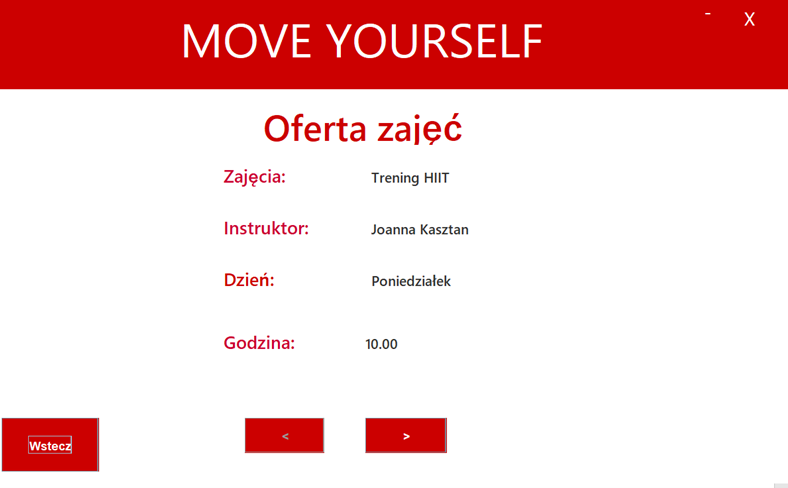 MOVE YOURSELF
- X
Oferta zajęć
Zajęcia: Trening HIIT
Instruktor: Joanna Kasztan
Dzień: Poniedziałek
Godzina: 10.00
Wstecz < >